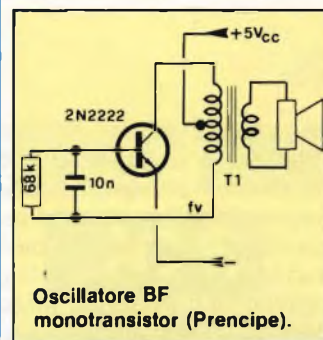 +5Vcc
2N2222
68k
10n
T1
fv
-
Oscillatore BF
monotransistor (Prencipe).